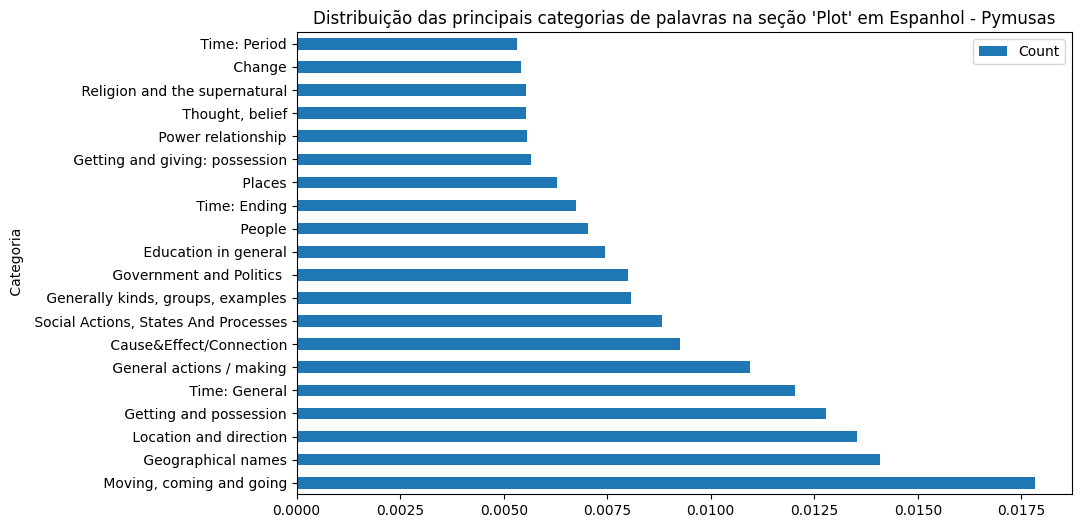 Distribuição das principais categorias de palavras na seção 'Plot' em Espanhol - Pymusas
Count
Categoria
Time: Period
Change
Religion and the supernatural
Thought, belief
Power relationship
Getting and giving: possession
Places
Time: Ending
People
Education in general
Government and Politics
Generally kinds, groups, examples
Social Actions, States And Processes
Cause&Effect/Connection
General actions / making
Time: General
Getting and possession
Location and direction
Geographical names
Moving, coming and going
0.0000 0.0025 0.0050 0.0075 0.0100 0.0125 0.0150 0.0175